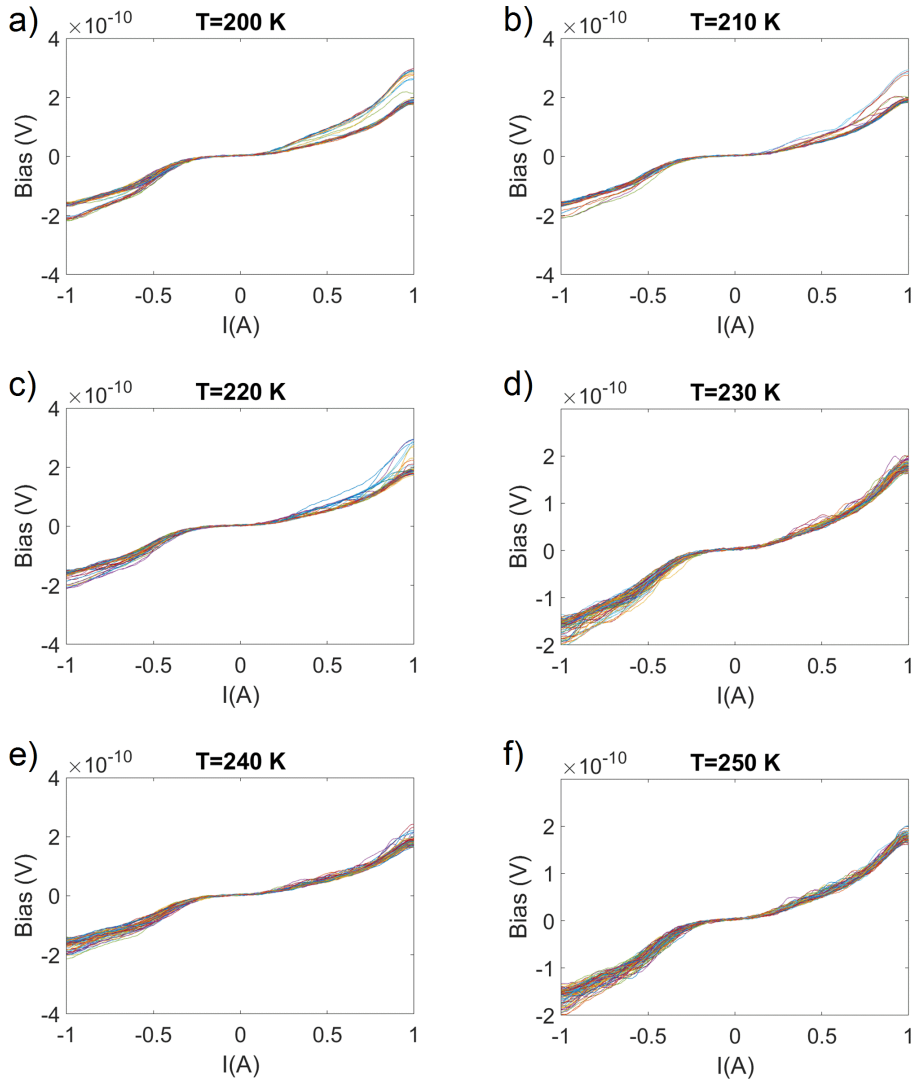 a)
×10⁻¹⁰
T=200 K
4
2
0
-2
-4
Bias (V)
-1
-0.5
0
0.5
1
I(A)
b)
×10⁻¹⁰
T=210 K
4
2
0
-2
-4
Bias (V)
-1
-0.5
0
0.5
1
I(A)
c)
×10⁻¹⁰
T=220 K
4
2
0
-2
-4
Bias (V)
-1
-0.5
0
0.5
1
I(A)
d)
×10⁻¹⁰
T=230 K
2
1
0
-1
-2
Bias (V)
-1
-0.5
0
0.5
1
I(A)
e)
×10⁻¹⁰
T=240 K
4
2
0
-2
-4
Bias (V)
-1
-0.5
0
0.5
1
I(A)
f)
×10⁻¹⁰
T=250 K
2
1
0
-1
-2
Bias (V)
-1
-0.5
0
0.5
1
I(A)